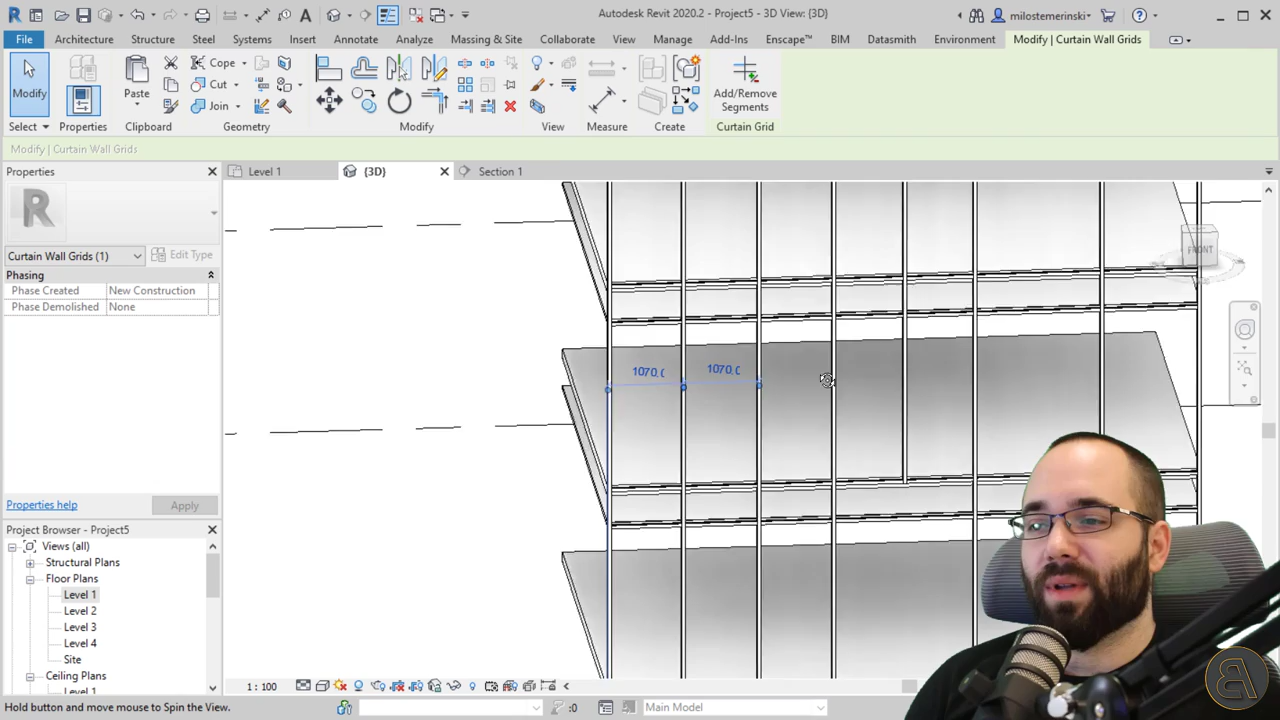 Autodesk Revit 2020.2 - Project5 - 3D View: {3D}
milostemerinski
File
Architecture
Structure
Steel
Systems
Insert
Annotate
Analyze
Massing & Site
Collaborate
View
Manage
Add-Ins
Enscape™
BIM
Datasmith
Environment
Modify | Curtain Wall Grids
Modify
Paste
Cope
Cut
Join
Add/Remove
Segments
Select
Properties
Clipboard
Geometry
Modify
View
Measure
Create
Curtain Grid
Modify | Curtain Wall Grids
Properties
Level 1
{3D}
Section 1
R
Curtain Wall Grids (1)
Edit Type
Phasing
Phase Created New Construction
Phase Demolished None
Properties help
Apply
Project Browser - Project5
Views (all)
Structural Plans
Floor Plans
Level 1
Level 2
Level 3
Level 4
Site
Ceiling Plans
Level 1
1070.0
1070.0
FRONT
1 : 100
Hold button and move mouse to Spin the View.
:0
Main Model